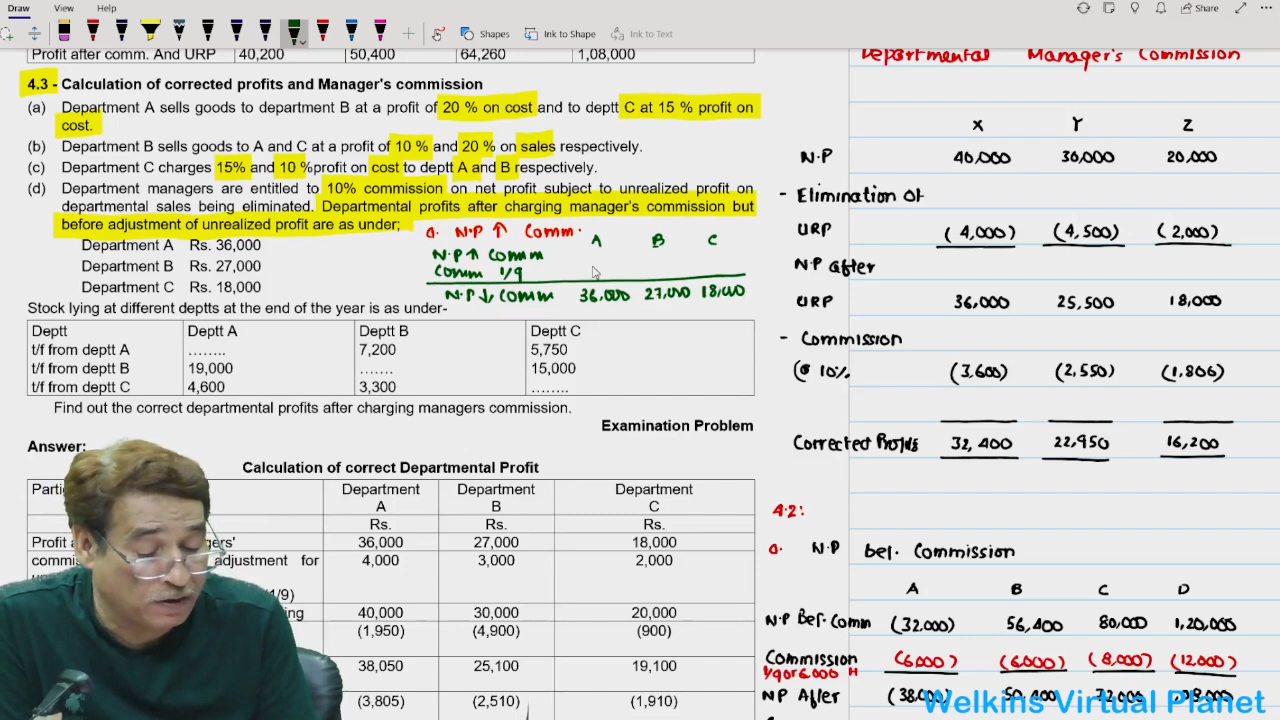 Draw View Help
Share
Shapes Ink to Shape Ink to Text
Profit after comm. And URP 40,200 50,400 64,260 1,08,000
4.3 - Calculation of corrected profits and Manager's commission
(a) Department A sells goods to department B at a profit of 20 % on cost and to deptt C at 15 % profit on
cost.
(b) Department B sells goods to A and C at a profit of 10 % and 20 % on sales respectively.
(c) Department C charges 15% and 10 %profit on cost to deptt A and B respectively.
(d) Department managers are entitled to 10% commission on net profit subject to unrealized profit on
departmental sales being eliminated. Departmental profits after charging manager's commission but
before adjustment of unrealized profit are as under;
Department A Rs. 36,000
Department B Rs. 27,000
Department C Rs. 18,000
a. N.P ↑ Comm.
A B C
N.P ↑ Comm
Comm 1/9
N.P ↓ Comm 36,000 27,000 18,000
Stock lying at different deptts at the end of the year is as under-
Deptt Deptt A Deptt B Deptt C
t/f from deptt A …….. 7,200 5,750
t/f from deptt B 19,000 ……. 15,000
t/f from deptt C 4,600 3,300 ……..
Find out the correct departmental profits after charging managers commission.
Examination Problem
Answer:
Calculation of correct Departmental Profit
Department Department Department
A B C
Rs. Rs. Rs.
36,000 27,000 18,000
adjustment for 4,000 3,000 2,000
1/9)
40,000 30,000 20,000
(1,950) (4,900) (900)
38,050 25,100 19,100
(3,805) (2,510) (1,910)
Departmental Manager's Commission
X Y Z
N.P 40,000 30,000 20,000
- Elimination of
URP (4,000) (4,500) (2,000)
N.P after
URP 36,000 25,500 18,000
- Commission
(@ 10% (3,600) (2,550) (1,800)
Corrected Profits 32,400 22,950 16,200
4.2:
a. N.P bef. Commission
A B C D
N.P Bef. Comm (32,000) 56,400 80,000 1,20,000
Commission (6,000) (6,000) (8,000) (12,000)
NP After
Welkins Virtual Planet